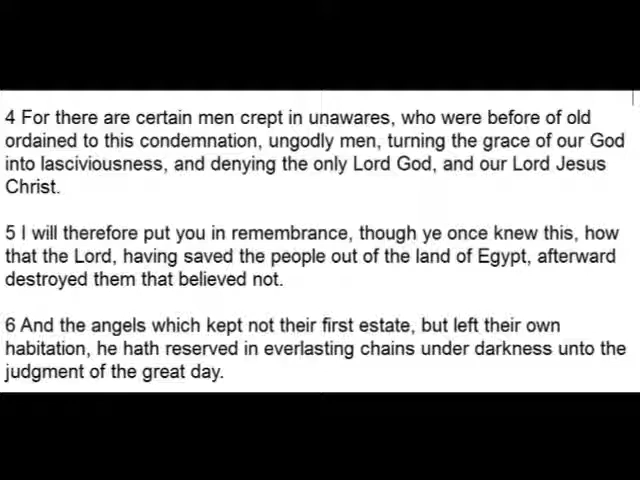 4 For there are certain men crept in unawares, who were before of old
ordained to this condemnation, ungodly men, turning the grace of our God
into lasciviousness, and denying the only Lord God, and our Lord Jesus
Christ.
5 I will therefore put you in remembrance, though ye once knew this, how
that the Lord, having saved the people out of the land of Egypt, afterward
destroyed them that believed not.
6 And the angels which kept not their first estate, but left their own
habitation, he hath reserved in everlasting chains under darkness unto the
judgment of the great day.